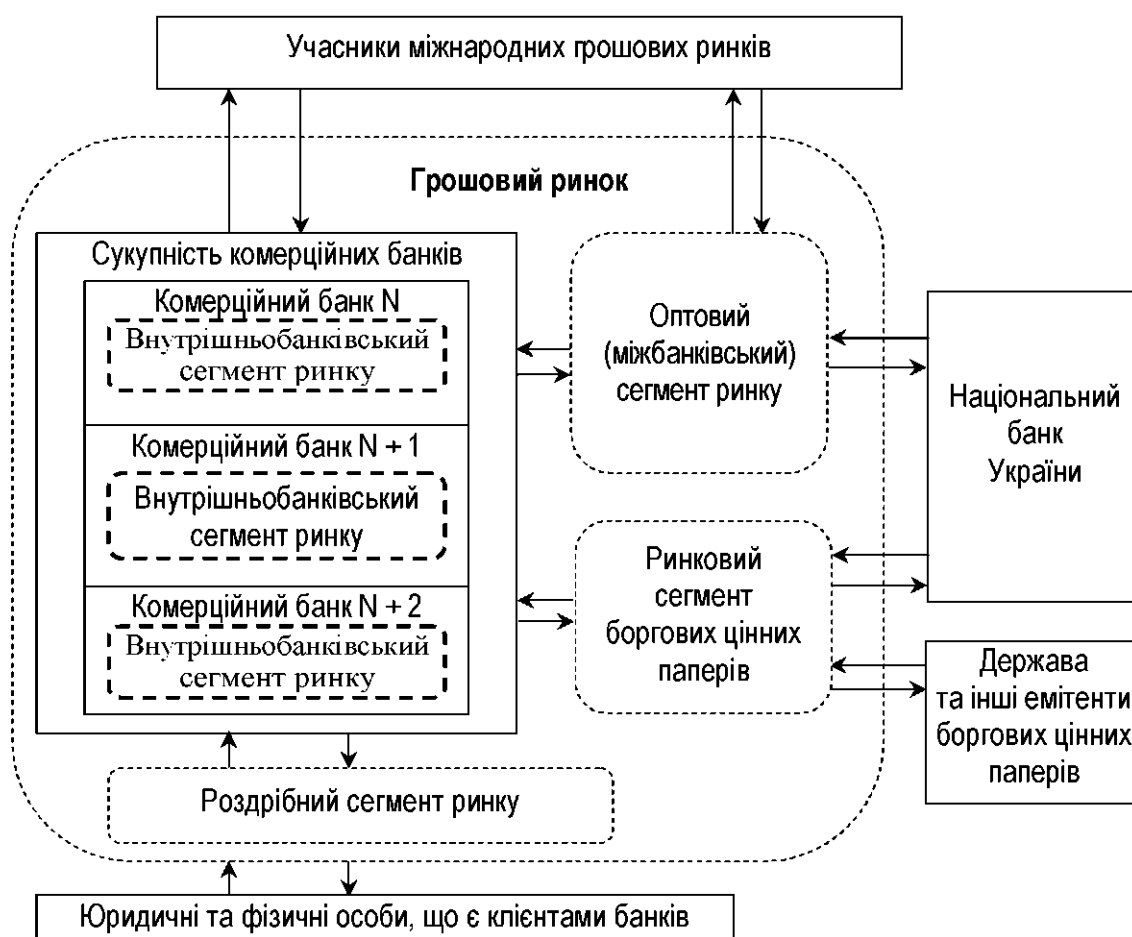 Учасники міжнародних грошових ринків
Грошовий ринок
Сукупність комерційних банків
Комерційний банк N
Внутрішньобанківський
сегмент ринку
Комерційний банк N + 1
Внутрішньобанківський
сегмент ринку
Комерційний банк N + 2
Внутрішньобанківський
сегмент ринку
Оптовий
(міжбанківський)
сегмент ринку
Ринковий
сегмент
боргових цінних
паперів
Національний
банк
України
Держава
та інші емітенти
боргових цінних
паперів
Роздрібний сегмент ринку
Юридичні та фізичні особи, що є клієнтами банків